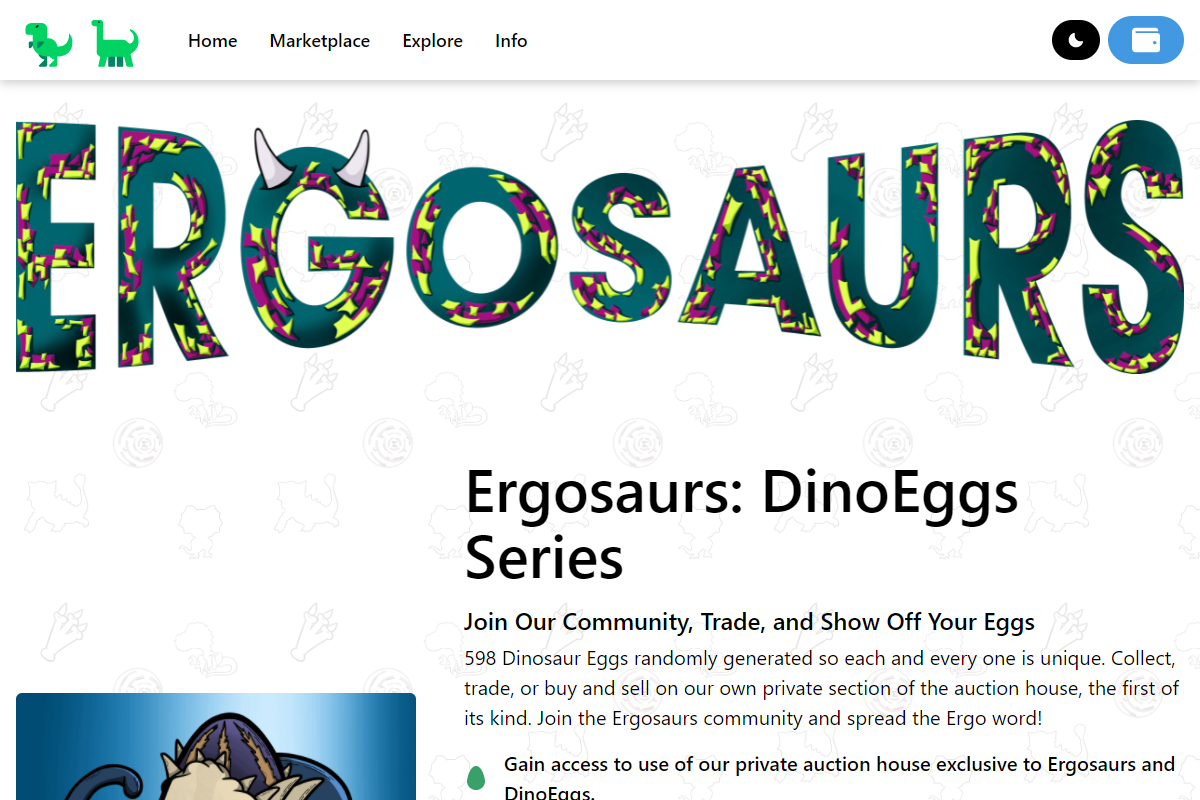 Home Marketplace Explore Info
ERGOSAURS
Ergosaurs: DinoEggs
Series
Join Our Community, Trade, and Show Off Your Eggs
598 Dinosaur Eggs randomly generated so each and every one is unique. Collect,
trade, or buy and sell on our own private section of the auction house, the first of
its kind. Join the Ergosaurs community and spread the Ergo word!
Gain access to use of our private auction house exclusive to Ergosaurs and
DinoEggs.